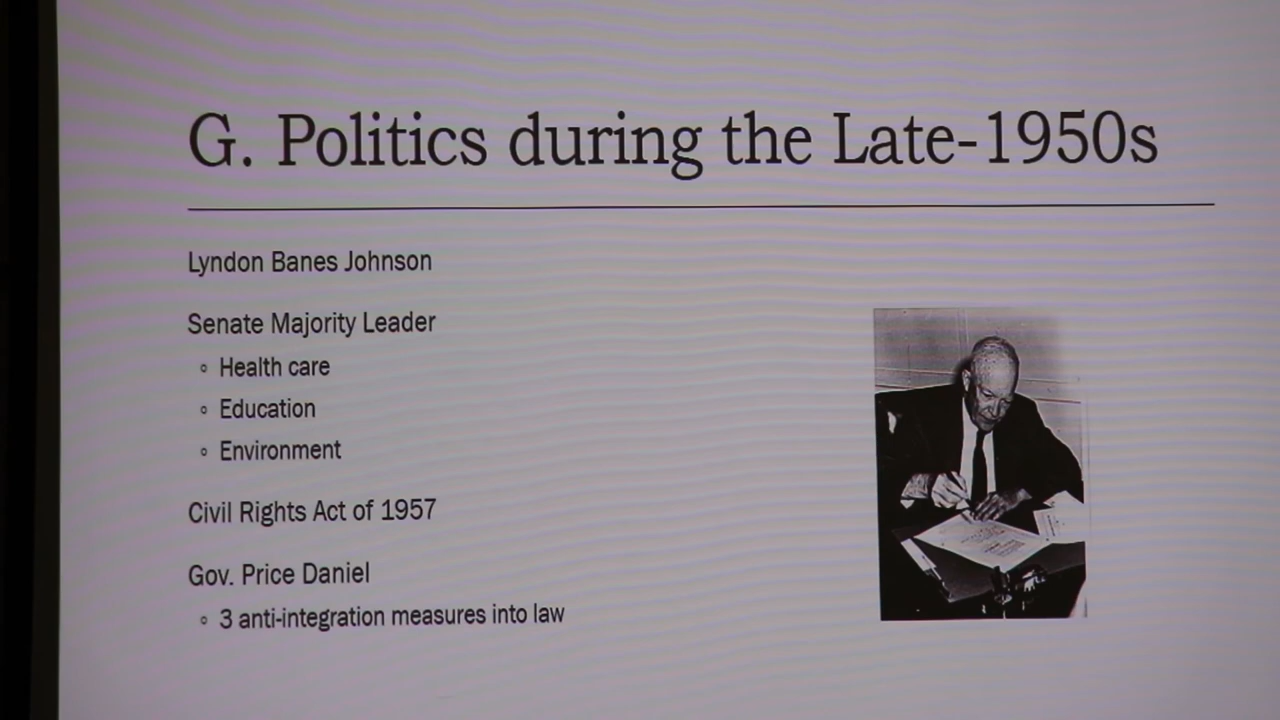 G. Politics during the Late-1950s
Lyndon Banes Johnson
Senate Majority Leader
◦ Health care
◦ Education
◦ Environment
Civil Rights Act of 1957
Gov. Price Daniel
◦ 3 anti-integration measures into law